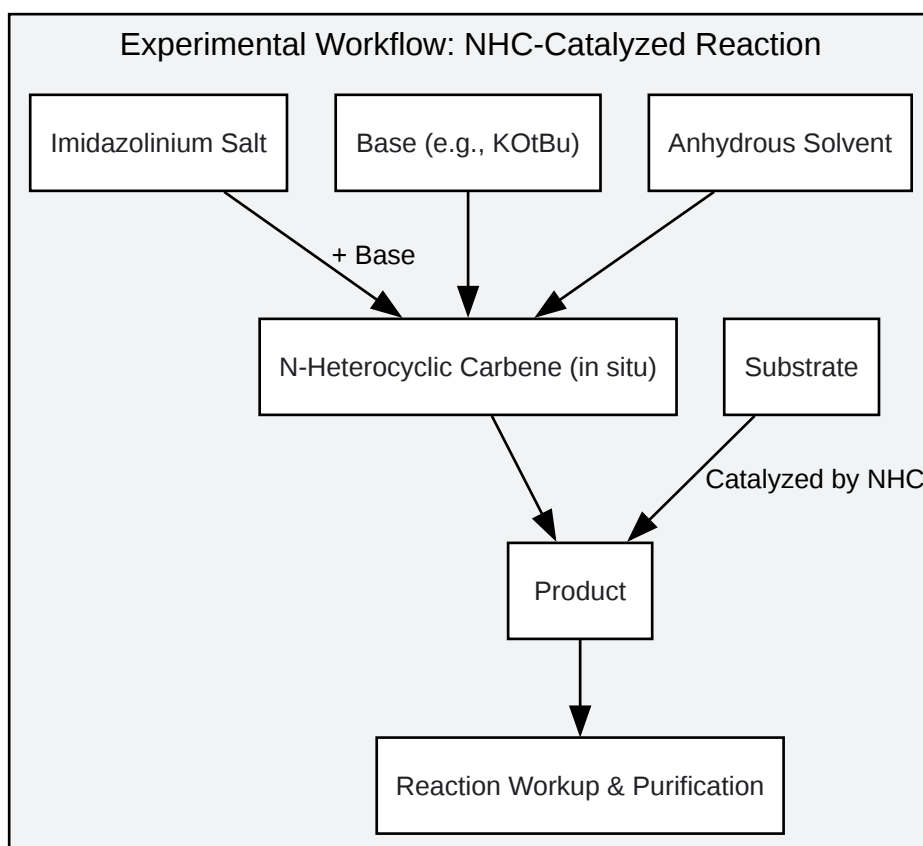 Experimental Workflow: NHC-Catalyzed Reaction
Imidazolinium Salt
Base (e.g., KOtBu)
Anhydrous Solvent
+ Base
N-Heterocyclic Carbene (in situ)
Substrate
Catalyzed by NHC
Product
Reaction Workup & Purification